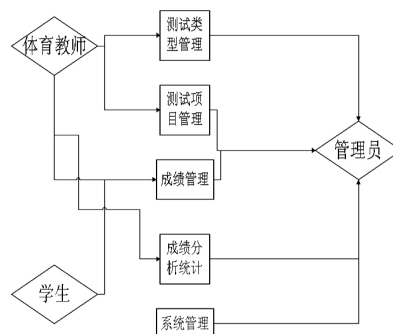 测试类
型管理
体育教师
测试项
目管理
管理员
成绩管理
成绩分
析统计
学生
系统管理